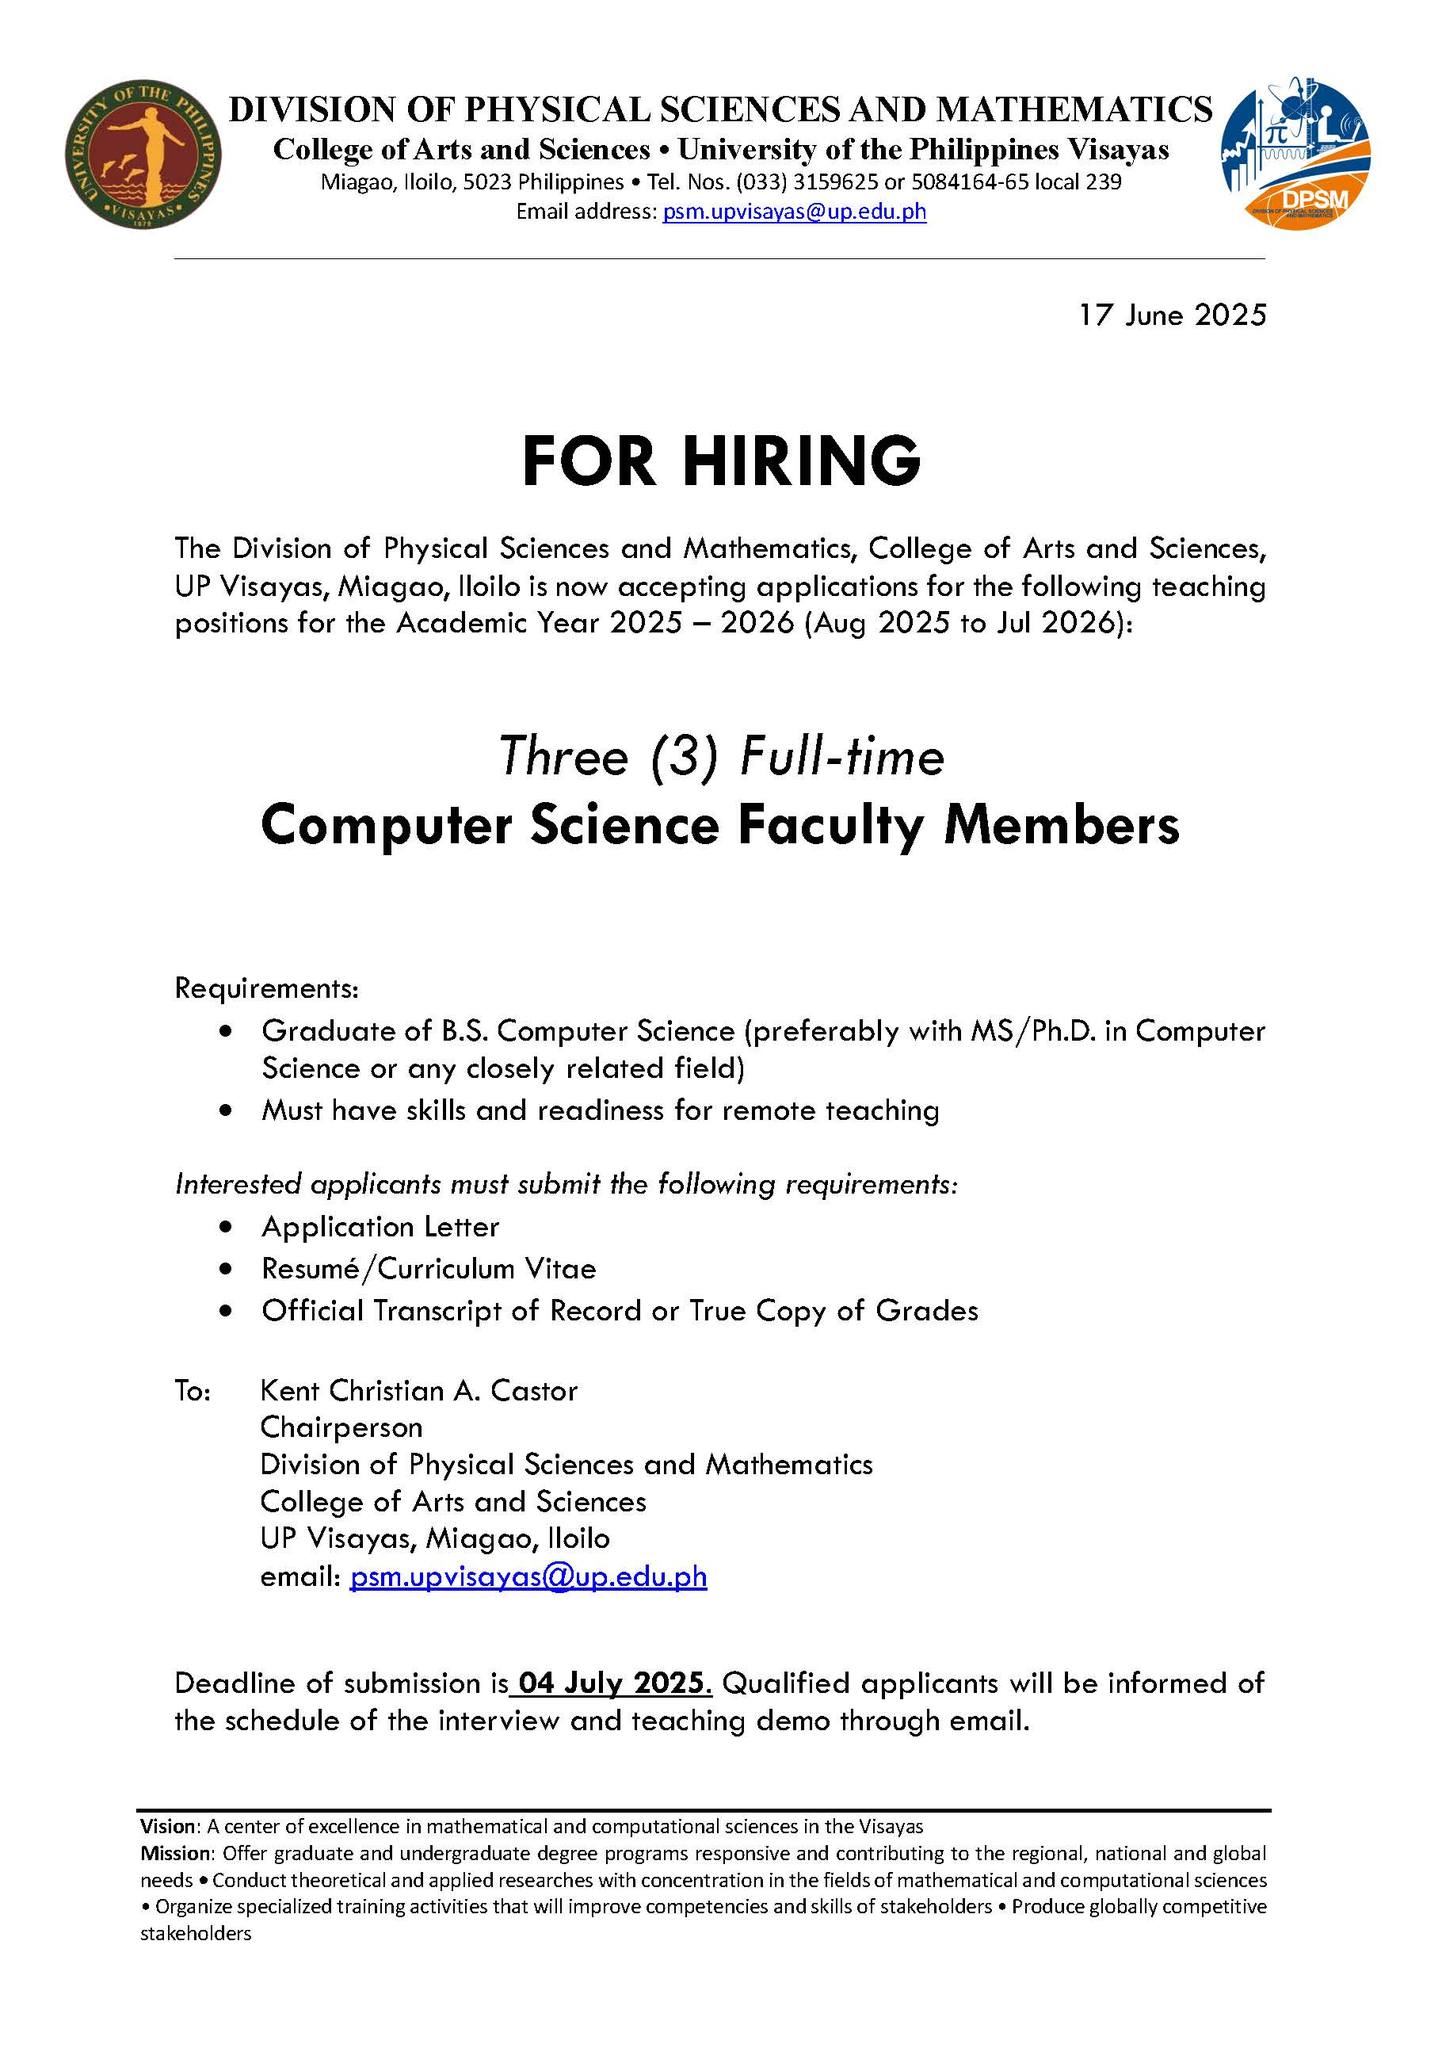 UNIVERSITY OF THE PHILIPPINES
•VISAYAS•
DIVISION OF PHYSICAL SCIENCES AND MATHEMATICS
College of Arts and Sciences • University of the Philippines Visayas
Miagao, Iloilo, 5023 Philippines • Tel. Nos. (033) 3159625 or 5084164-65 local 239
Email address: psm.upvisayas@up.edu.ph
π
DPSM
DIVISION OF PHYSICAL SCIENCES
AND MATHEMATICS
17 June 2025
FOR HIRING
The Division of Physical Sciences and Mathematics, College of Arts and Sciences,
UP Visayas, Miagao, Iloilo is now accepting applications for the following teaching
positions for the Academic Year 2025 – 2026 (Aug 2025 to Jul 2026):
Three (3) Full-time
Computer Science Faculty Members
Requirements:
• Graduate of B.S. Computer Science (preferably with MS/Ph.D. in Computer
Science or any closely related field)
• Must have skills and readiness for remote teaching
Interested applicants must submit the following requirements:
• Application Letter
• Resumé/Curriculum Vitae
• Official Transcript of Record or True Copy of Grades
To: Kent Christian A. Castor
Chairperson
Division of Physical Sciences and Mathematics
College of Arts and Sciences
UP Visayas, Miagao, Iloilo
email: psm.upvisayas@up.edu.ph
Deadline of submission is 04 July 2025. Qualified applicants will be informed of
the schedule of the interview and teaching demo through email.
Vision: A center of excellence in mathematical and computational sciences in the Visayas
Mission: Offer graduate and undergraduate degree programs responsive and contributing to the regional, national and global
needs • Conduct theoretical and applied researches with concentration in the fields of mathematical and computational sciences
• Organize specialized training activities that will improve competencies and skills of stakeholders • Produce globally competitive
stakeholders